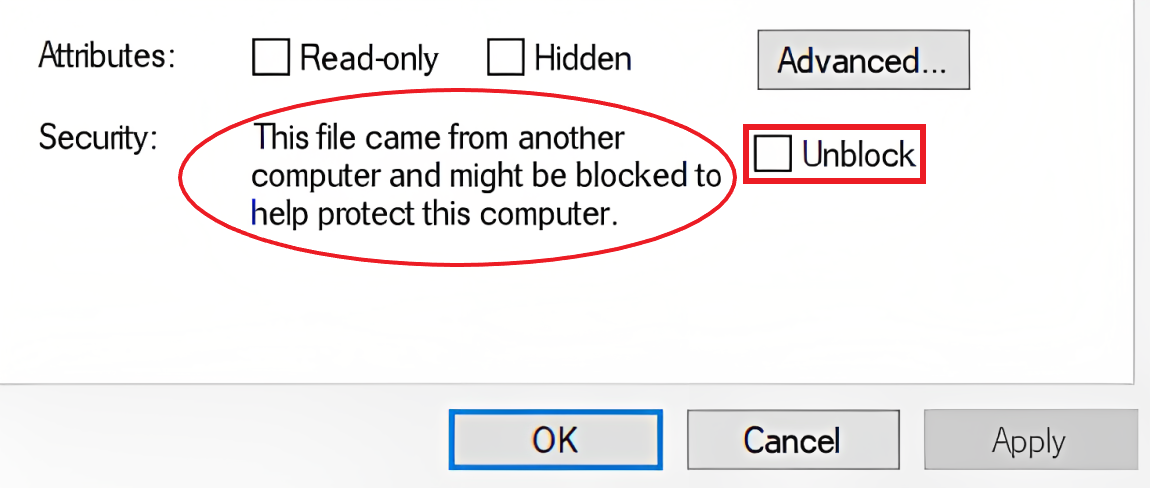 Attributes: Read-only Hidden Advanced...
Security: This file came from another
computer and might be blocked to
help protect this computer.
Unblock
OK Cancel Apply